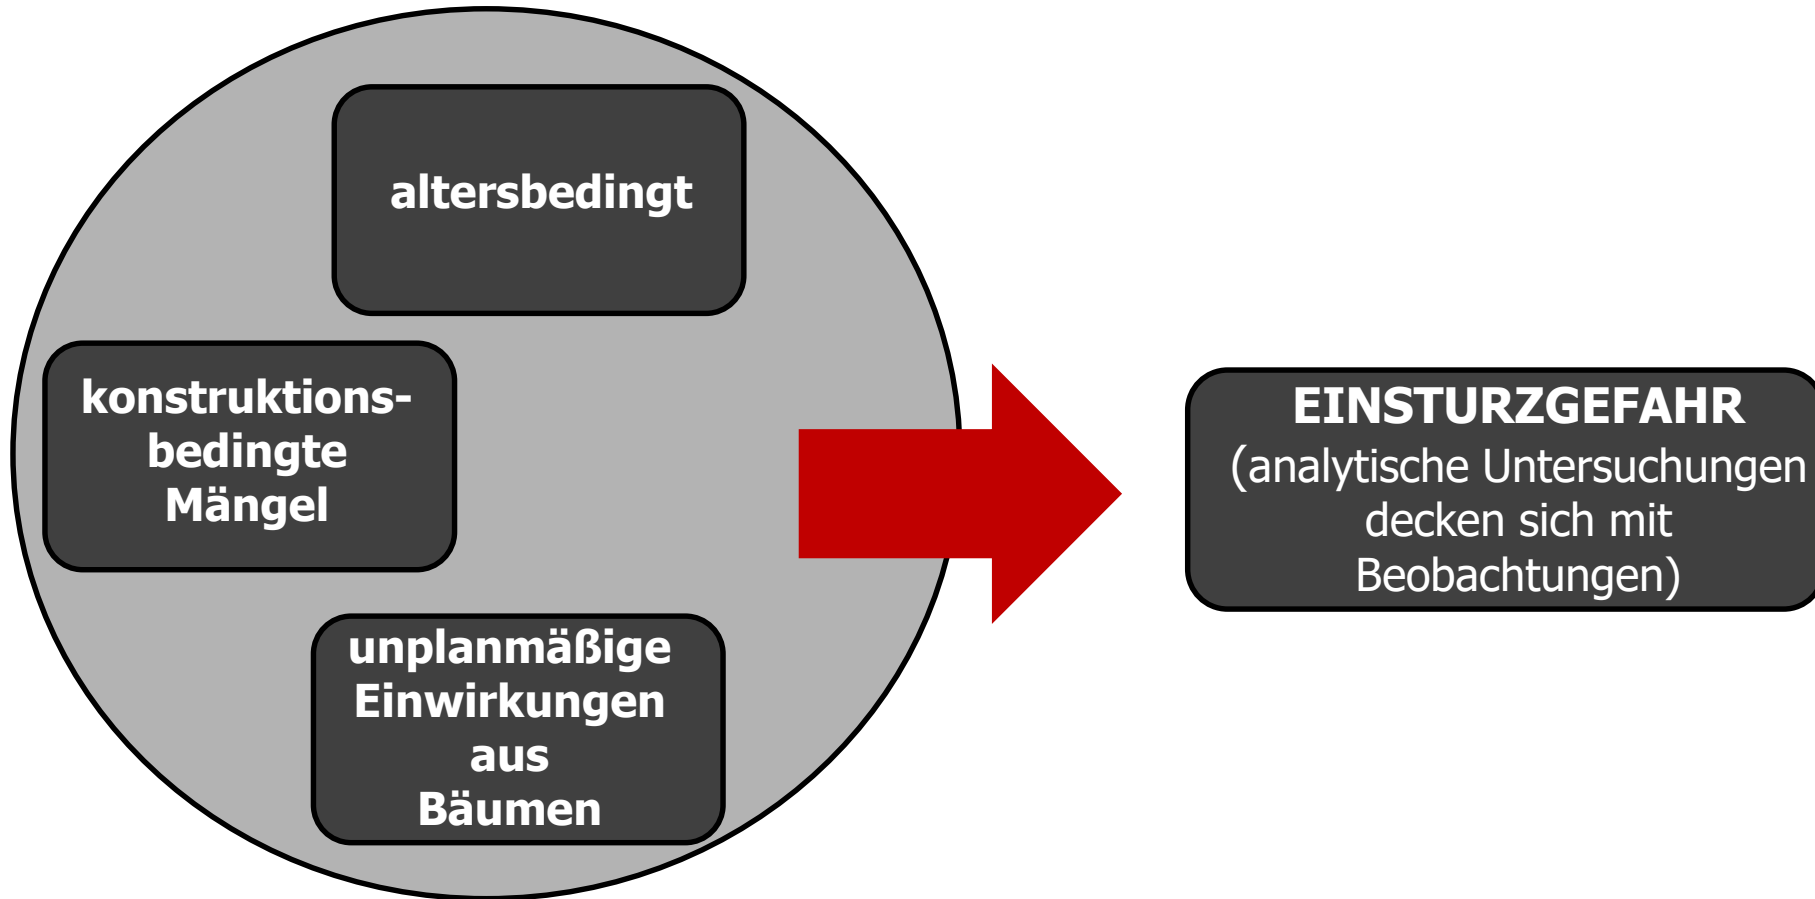 altersbedingt
konstruktions-
bedingte
Mängel
unplanmäßige
Einwirkungen
aus
Bäumen
EINSTURZGEFAHR
(analytische Untersuchungen
decken sich mit
Beobachtungen)